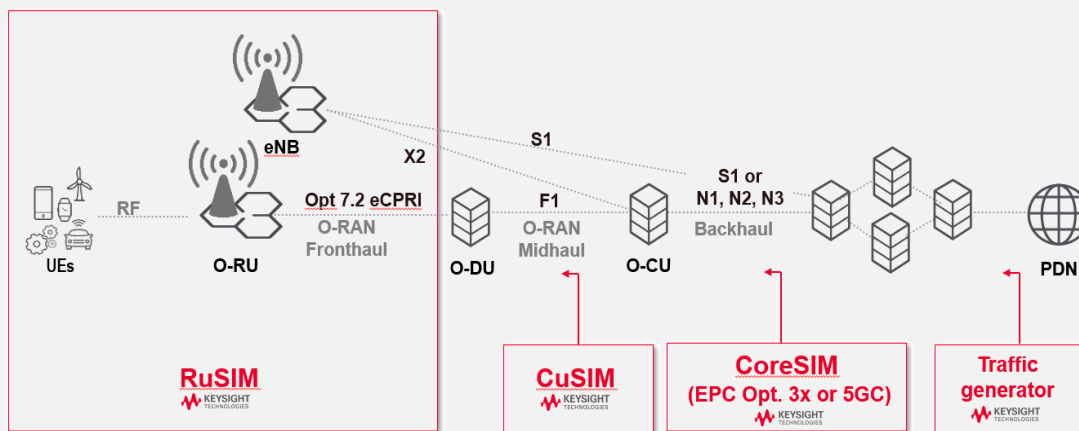 eNB
S1
X2
S1 or
N1, N2, N3
RF
Opt 7.2 eCPRI
F1
O-RAN
Fronthaul
O-RAN
Midhaul
Backhaul
UEs
O-RU
O-DU
O-CU
PDN
RuSIM
KEYSIGHT
TECHNOLOGIES
CuSIM
KEYSIGHT
TECHNOLOGIES
CoreSIM
(EPC Opt. 3x or 5GC)
KEYSIGHT
TECHNOLOGIES
Traffic
generator
KEYSIGHT
TECHNOLOGIES